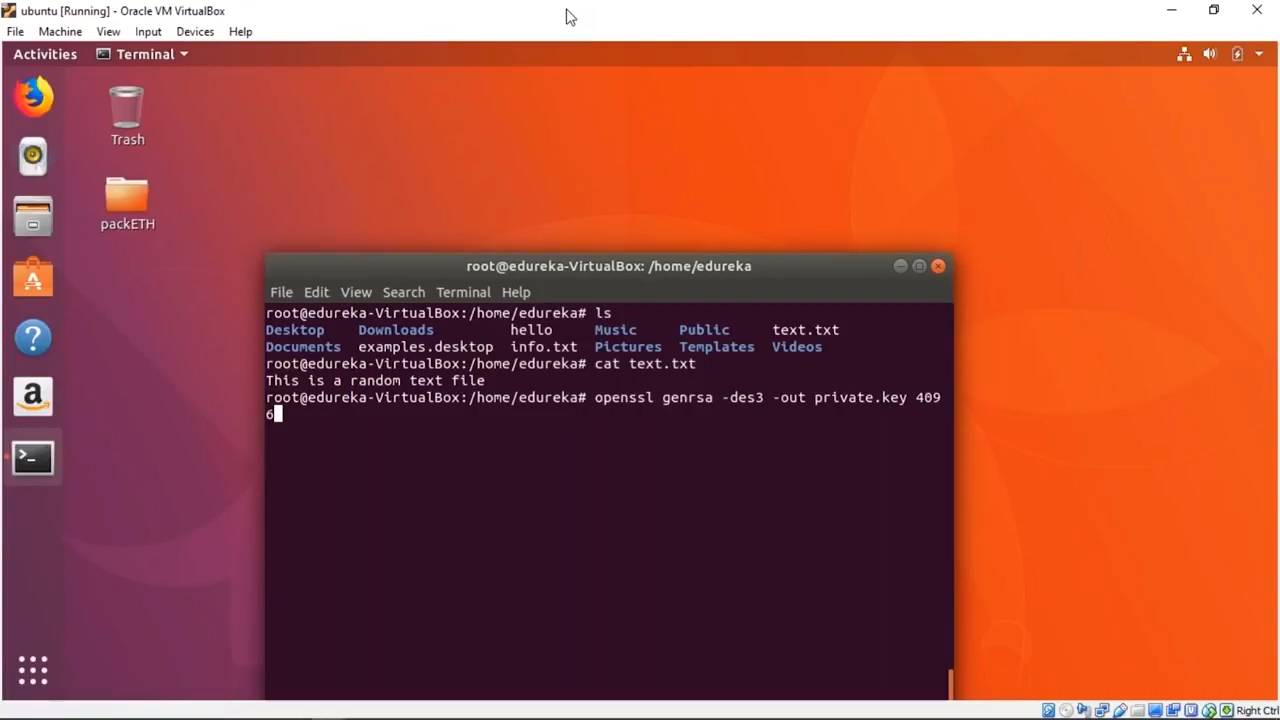 ubuntu [Running] - Oracle VM VirtualBox
File Machine View Input Devices Help
Activities Terminal
Trash
packETH
root@edureka-VirtualBox: /home/edureka
File Edit View Search Terminal Help
root@edureka-VirtualBox:/home/edureka# ls
Desktop Downloads hello Music Public text.txt
Documents examples.desktop info.txt Pictures Templates Videos
root@edureka-VirtualBox:/home/edureka# cat text.txt
This is a random text file
root@edureka-VirtualBox:/home/edureka# openssl genrsa -des3 -out private.key 409
6
Right Ctrl